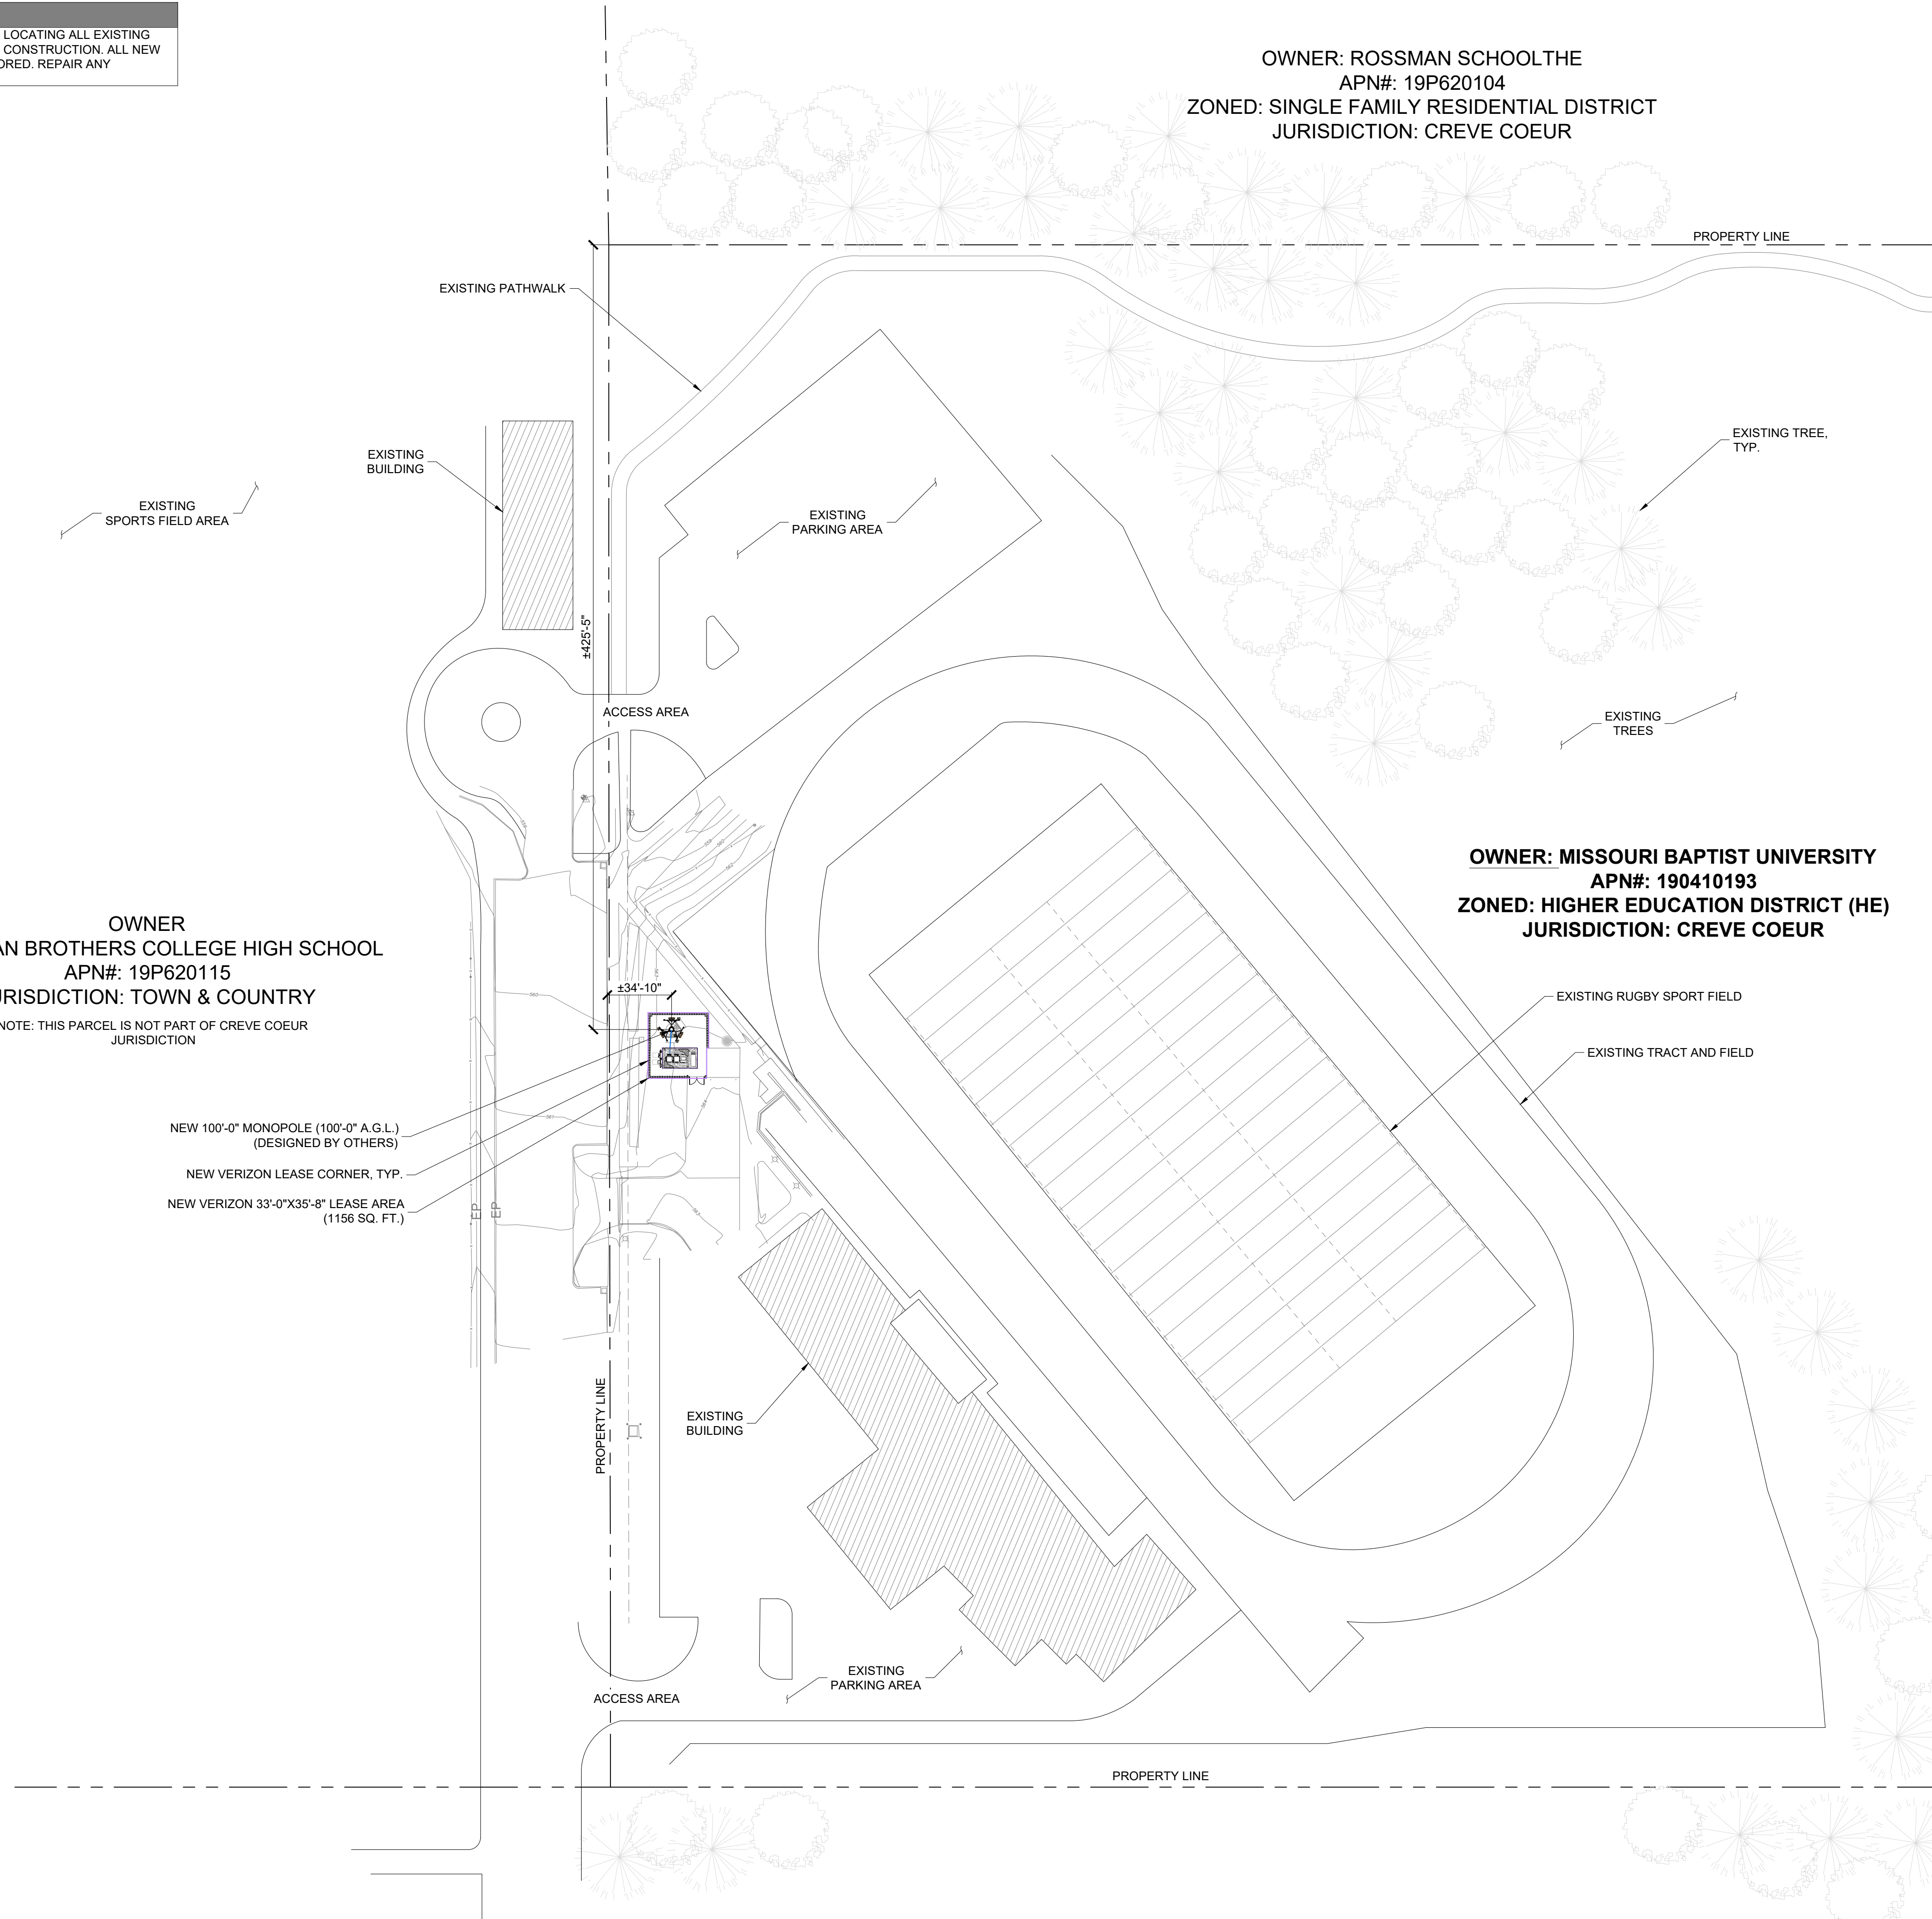 LOCATING ALL EXISTING
CONSTRUCTION. ALL NEW
ORED. REPAIR ANY
OWNER: ROSSMAN SCHOOLTHE
APN#: 19P620104
ZONED: SINGLE FAMILY RESIDENTIAL DISTRICT
JURISDICTION: CREVE COEUR
PROPERTY LINE
EXISTING PATHWALK
EXISTING
BUILDING
EXISTING TREE,
TYP.
EXISTING
SPORTS FIELD AREA
EXISTING
PARKING AREA
±425'-5"
ACCESS AREA
EXISTING
TREES
OWNER: MISSOURI BAPTIST UNIVERSITY
APN#: 190410193
ZONED: HIGHER EDUCATION DISTRICT (HE)
JURISDICTION: CREVE COEUR
OWNER
AN BROTHERS COLLEGE HIGH SCHOOL
APN#: 19P620115
URISDICTION: TOWN & COUNTRY
NOTE: THIS PARCEL IS NOT PART OF CREVE COEUR
JURISDICTION
±34'-10"
EXISTING RUGBY SPORT FIELD
EXISTING TRACT AND FIELD
NEW 100'-0" MONOPOLE (100'-0" A.G.L.)
(DESIGNED BY OTHERS)
NEW VERIZON LEASE CORNER, TYP.
NEW VERIZON 33'-0"X35'-8" LEASE AREA
(1156 SQ. FT.)
EP
EP
PROPERTY LINE
EXISTING
BUILDING
EXISTING
PARKING AREA
ACCESS AREA
PROPERTY LINE